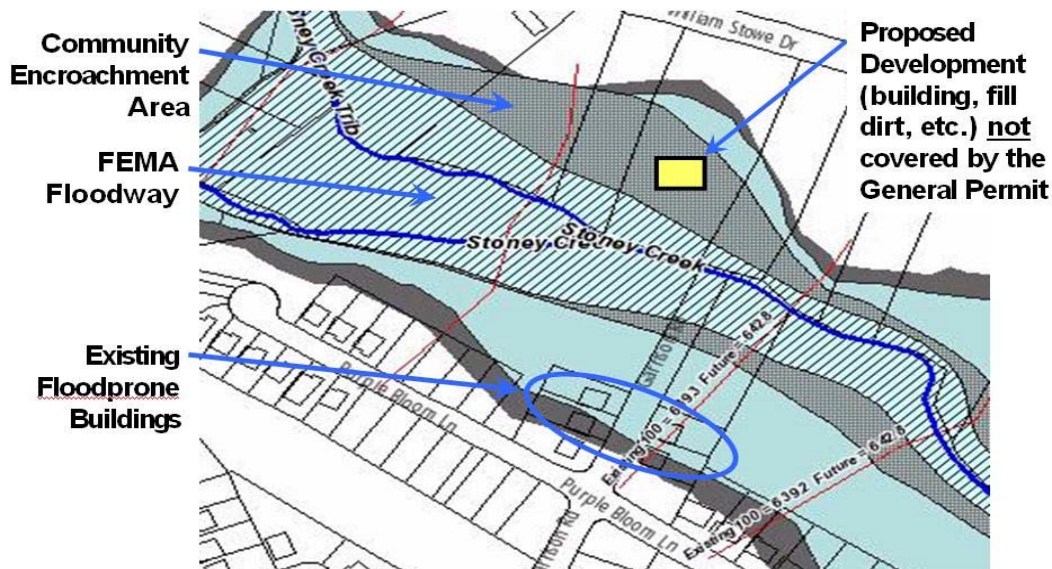 Community
Encroachment
Area
FEMA
Floodway
Existing
Floodprone
Buildings
Proposed
Development
(building, fill
dirt, etc.) not
covered by the
General Permit
William Stowe Dr
Stoney Creek Trib
Stoney Creek
Stoney Creek
Garrison Rd
Purple Bloom Ln
Purple Bloom Ln
Existing 100 = 639.3 Future = 642.8
Existing 100 = 639.2 Future = 642.8